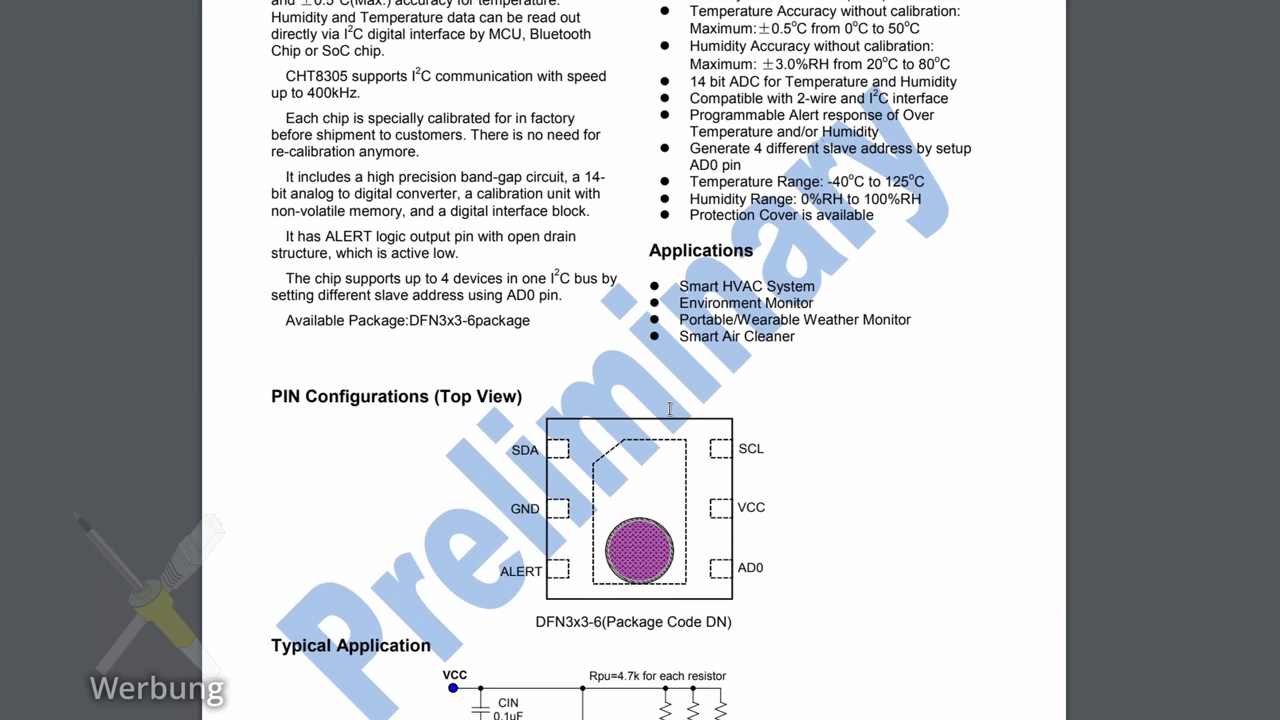 and ±0.5°C(Max.) accuracy for temperature.
Humidity and Temperature data can be read out
directly via I²C digital interface by MCU, Bluetooth
Chip or SoC chip.
CHT8305 supports I²C communication with speed
up to 400kHz.
Each chip is specially calibrated for in factory
before shipment to customers. There is no need for
re-calibration anymore.
It includes a high precision band-gap circuit, a 14-
bit analog to digital converter, a calibration unit with
non-volatile memory, and a digital interface block.
It has ALERT logic output pin with open drain
structure, which is active low.
The chip supports up to 4 devices in one I²C bus by
setting different slave address using AD0 pin.
Available Package:DFN3x3-6package
● Temperature Accuracy without calibration:
Maximum:±0.5°C from 0°C to 50°C
● Humidity Accuracy without calibration:
Maximum: ±3.0%RH from 20°C to 80°C
● 14 bit ADC for Temperature and Humidity
● Compatible with 2-wire and I²C interface
● Programmable Alert response of Over
Temperature and/or Humidity
● Generate 4 different slave address by setup
AD0 pin
● Temperature Range: -40°C to 125°C
● Humidity Range: 0%RH to 100%RH
● Protection Cover is available
Applications
● Smart HVAC System
● Environment Monitor
● Portable/Wearable Weather Monitor
● Smart Air Cleaner
Preliminary
PIN Configurations (Top View)
SDA
SCL
GND
VCC
ALERT
AD0
DFN3x3-6(Package Code DN)
Typical Application
VCC
Rpu=4.7k for each resistor
CIN
0.1uF
Werbung